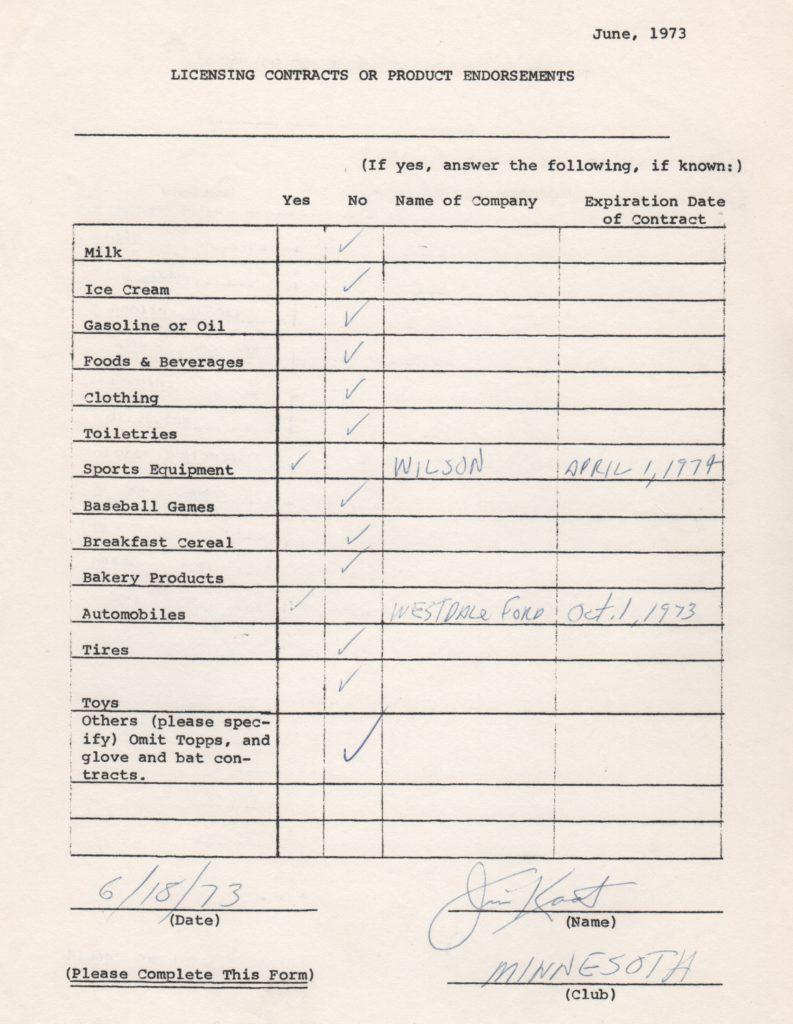 June, 1973
LICENSING CONTRACTS OR PRODUCT ENDORSEMENTS
(If yes, answer the following, if known:)
Yes No Name of Company Expiration Date
of Contract
Milk ✓
Ice Cream ✓
Gasoline or Oil ✓
Foods & Beverages ✓
Clothing ✓
Toiletries ✓
Sports Equipment ✓ WILSON APRIL 1, 1974
Baseball Games ✓
Breakfast Cereal ✓
Bakery Products ✓
Automobiles ✓ WESTDALE FORD Oct. 1, 1973
Tires ✓
Toys ✓
Others (please spec-
ify) Omit Topps, and
glove and bat con- ✓
tracts.
6/18/73 Jim Kaat
(Date) (Name)
MINNESOTA
(Please Complete This Form)
(Club)